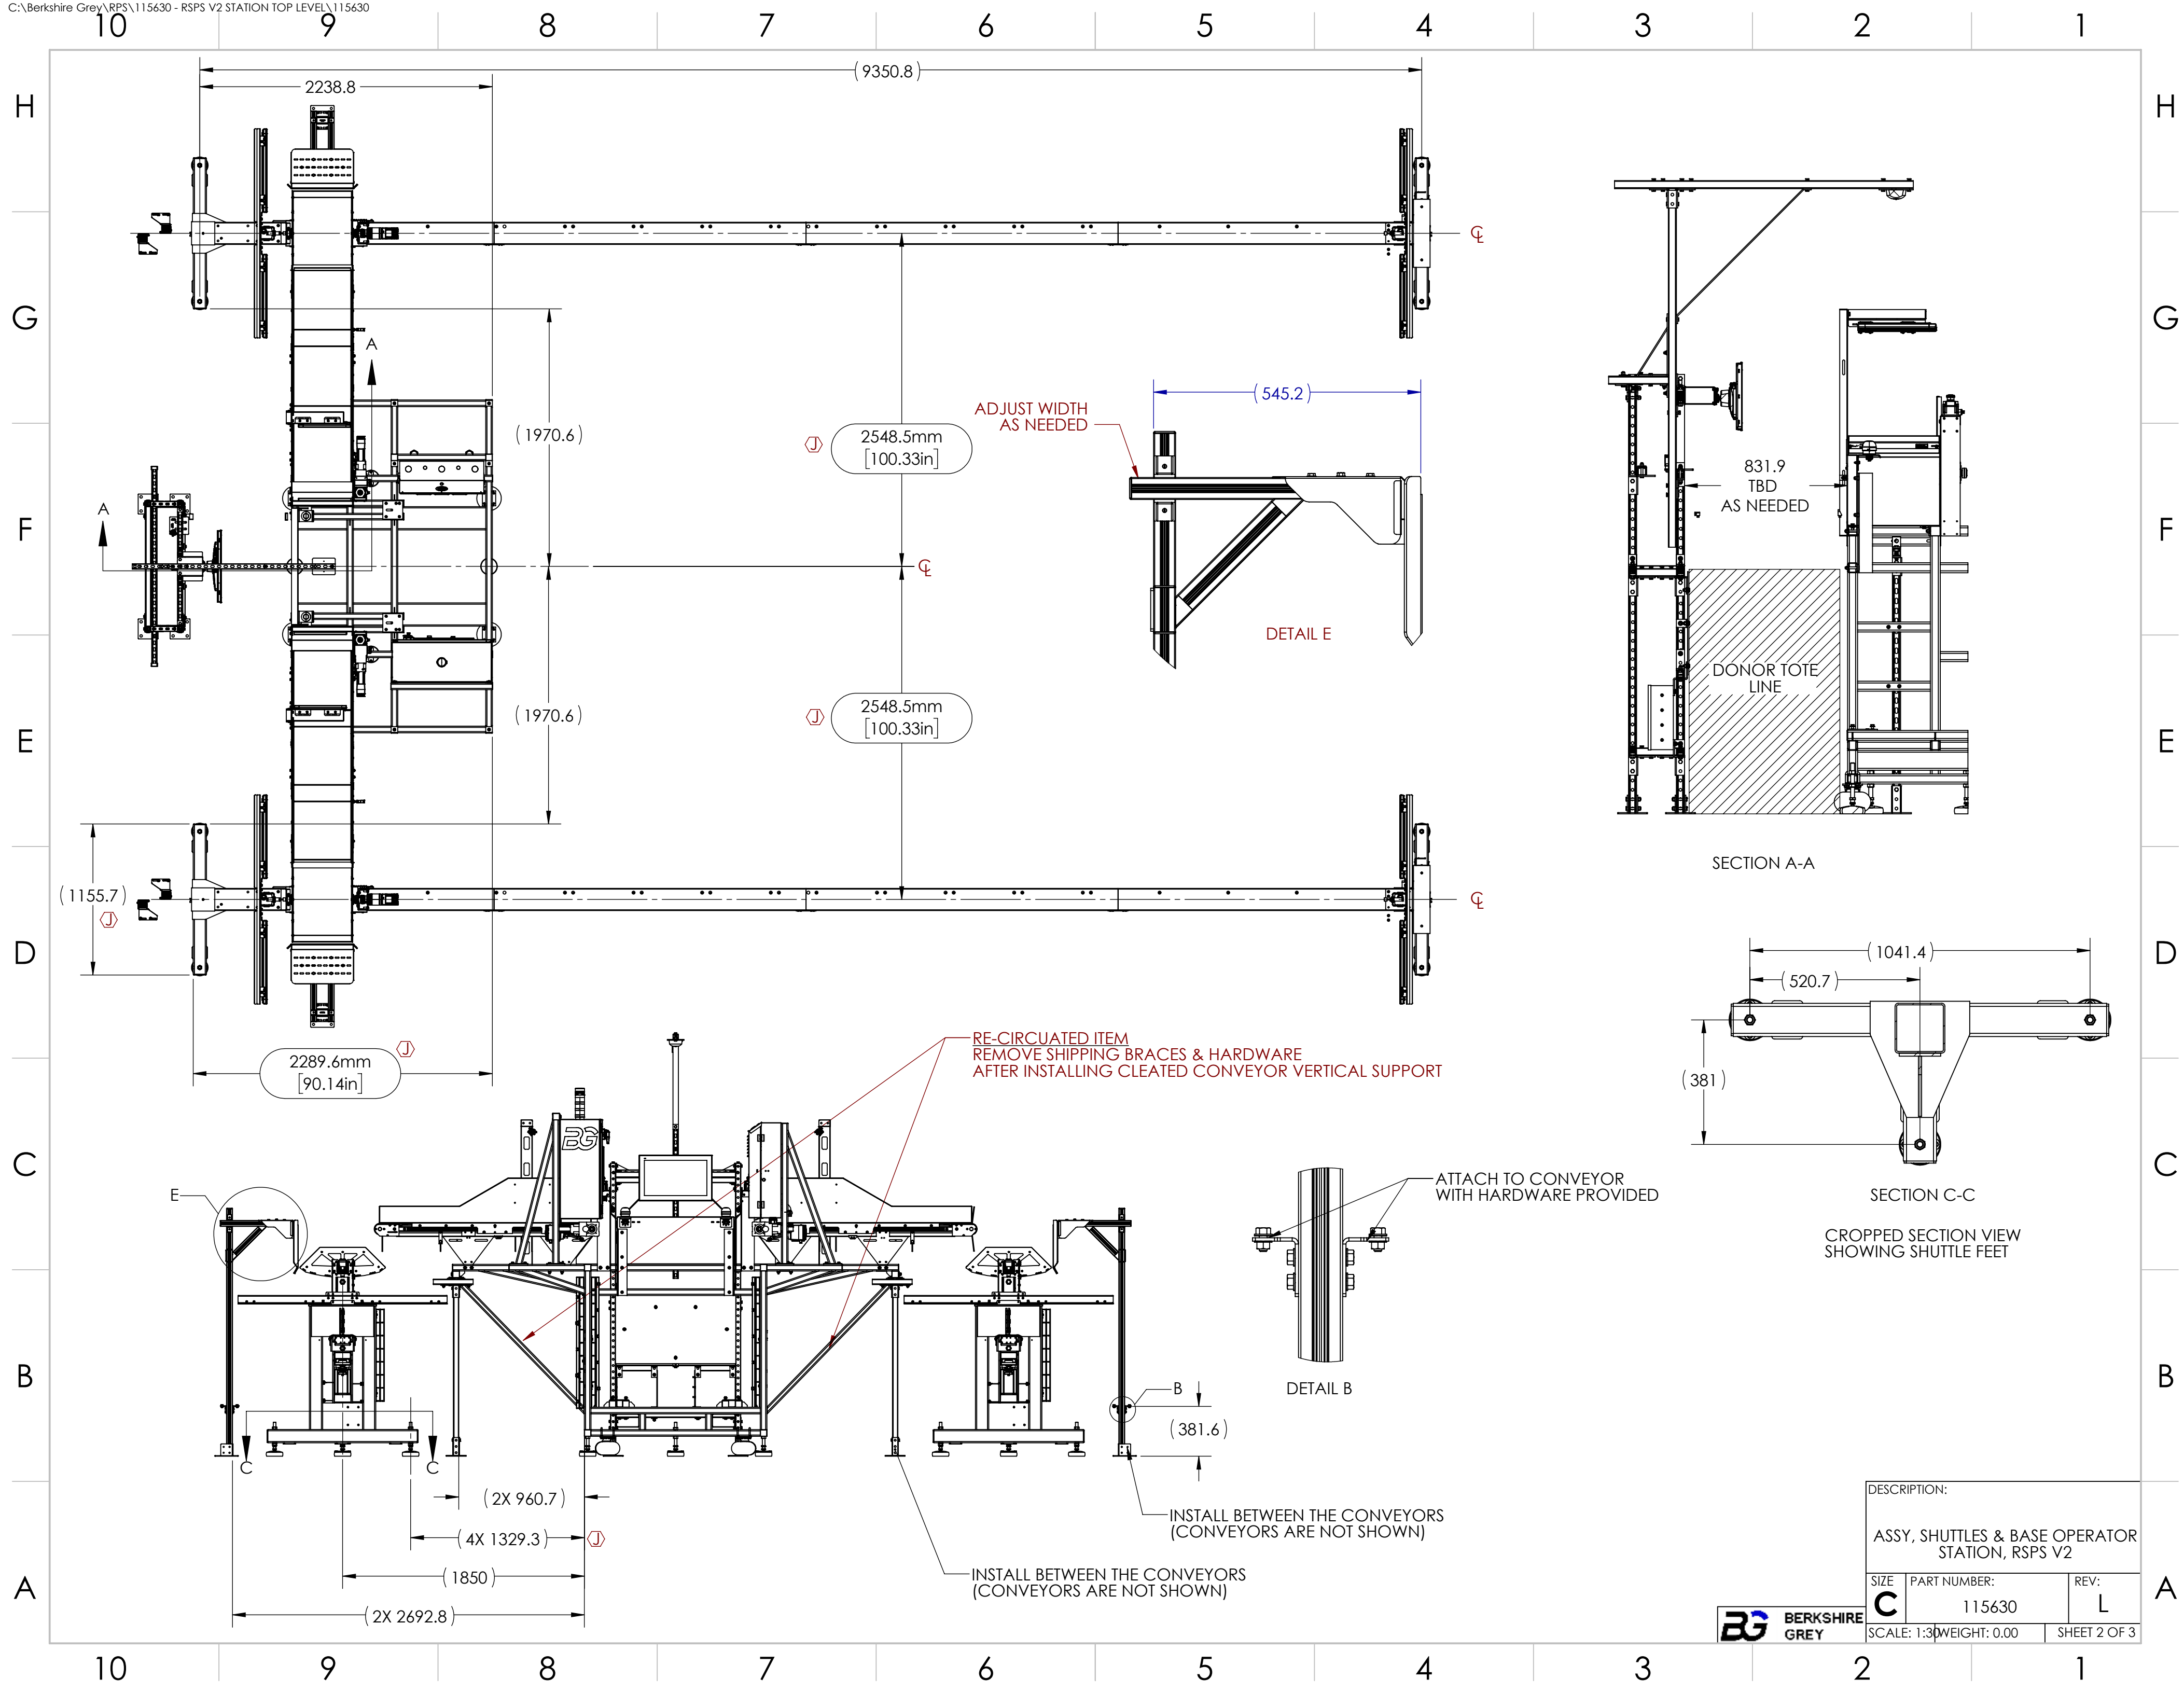 C:\Berkshire Grey\RPS\115630 - RSPS V2 STATION TOP LEVEL\115630
10 9 8 7 6 5 4 3 2 1
H
H
(9350.8)
2238.8
G
G
A
(1970.6)
J
2548.5mm
[100.33in]
ADJUST WIDTH
AS NEEDED
(545.2)
831.9
TBD
AS NEEDED
F
F
A
DETAIL E
DONOR TOTE
LINE
E
E
(1970.6)
J
2548.5mm
[100.33in]
SECTION A-A
(1155.7)
J
D
D
(1041.4)
(520.7)
(381)
2289.6mm
[90.14in]
J
RE-CIRCUATED ITEM
REMOVE SHIPPING BRACES & HARDWARE
AFTER INSTALLING CLEATED CONVEYOR VERTICAL SUPPORT
BG
C
C
E
ATTACH TO CONVEYOR
WITH HARDWARE PROVIDED
SECTION C-C
CROPPED SECTION VIEW
SHOWING SHUTTLE FEET
B
B
DETAIL B
B
(381.6)
C
C
(2X 960.7)
(4X 1329.3)
J
(1850)
(2X 2692.8)
INSTALL BETWEEN THE CONVEYORS
(CONVEYORS ARE NOT SHOWN)
INSTALL BETWEEN THE CONVEYORS
(CONVEYORS ARE NOT SHOWN)
A
A
DESCRIPTION:
ASSY, SHUTTLES & BASE OPERATOR
STATION, RSPS V2
SIZE
C
PART NUMBER:
115630
REV:
L
BG BERKSHIRE
GREY
SCALE: 1:30 WEIGHT: 0.00
SHEET 2 OF 3
10 9 8 7 6 5 4 3 2 1